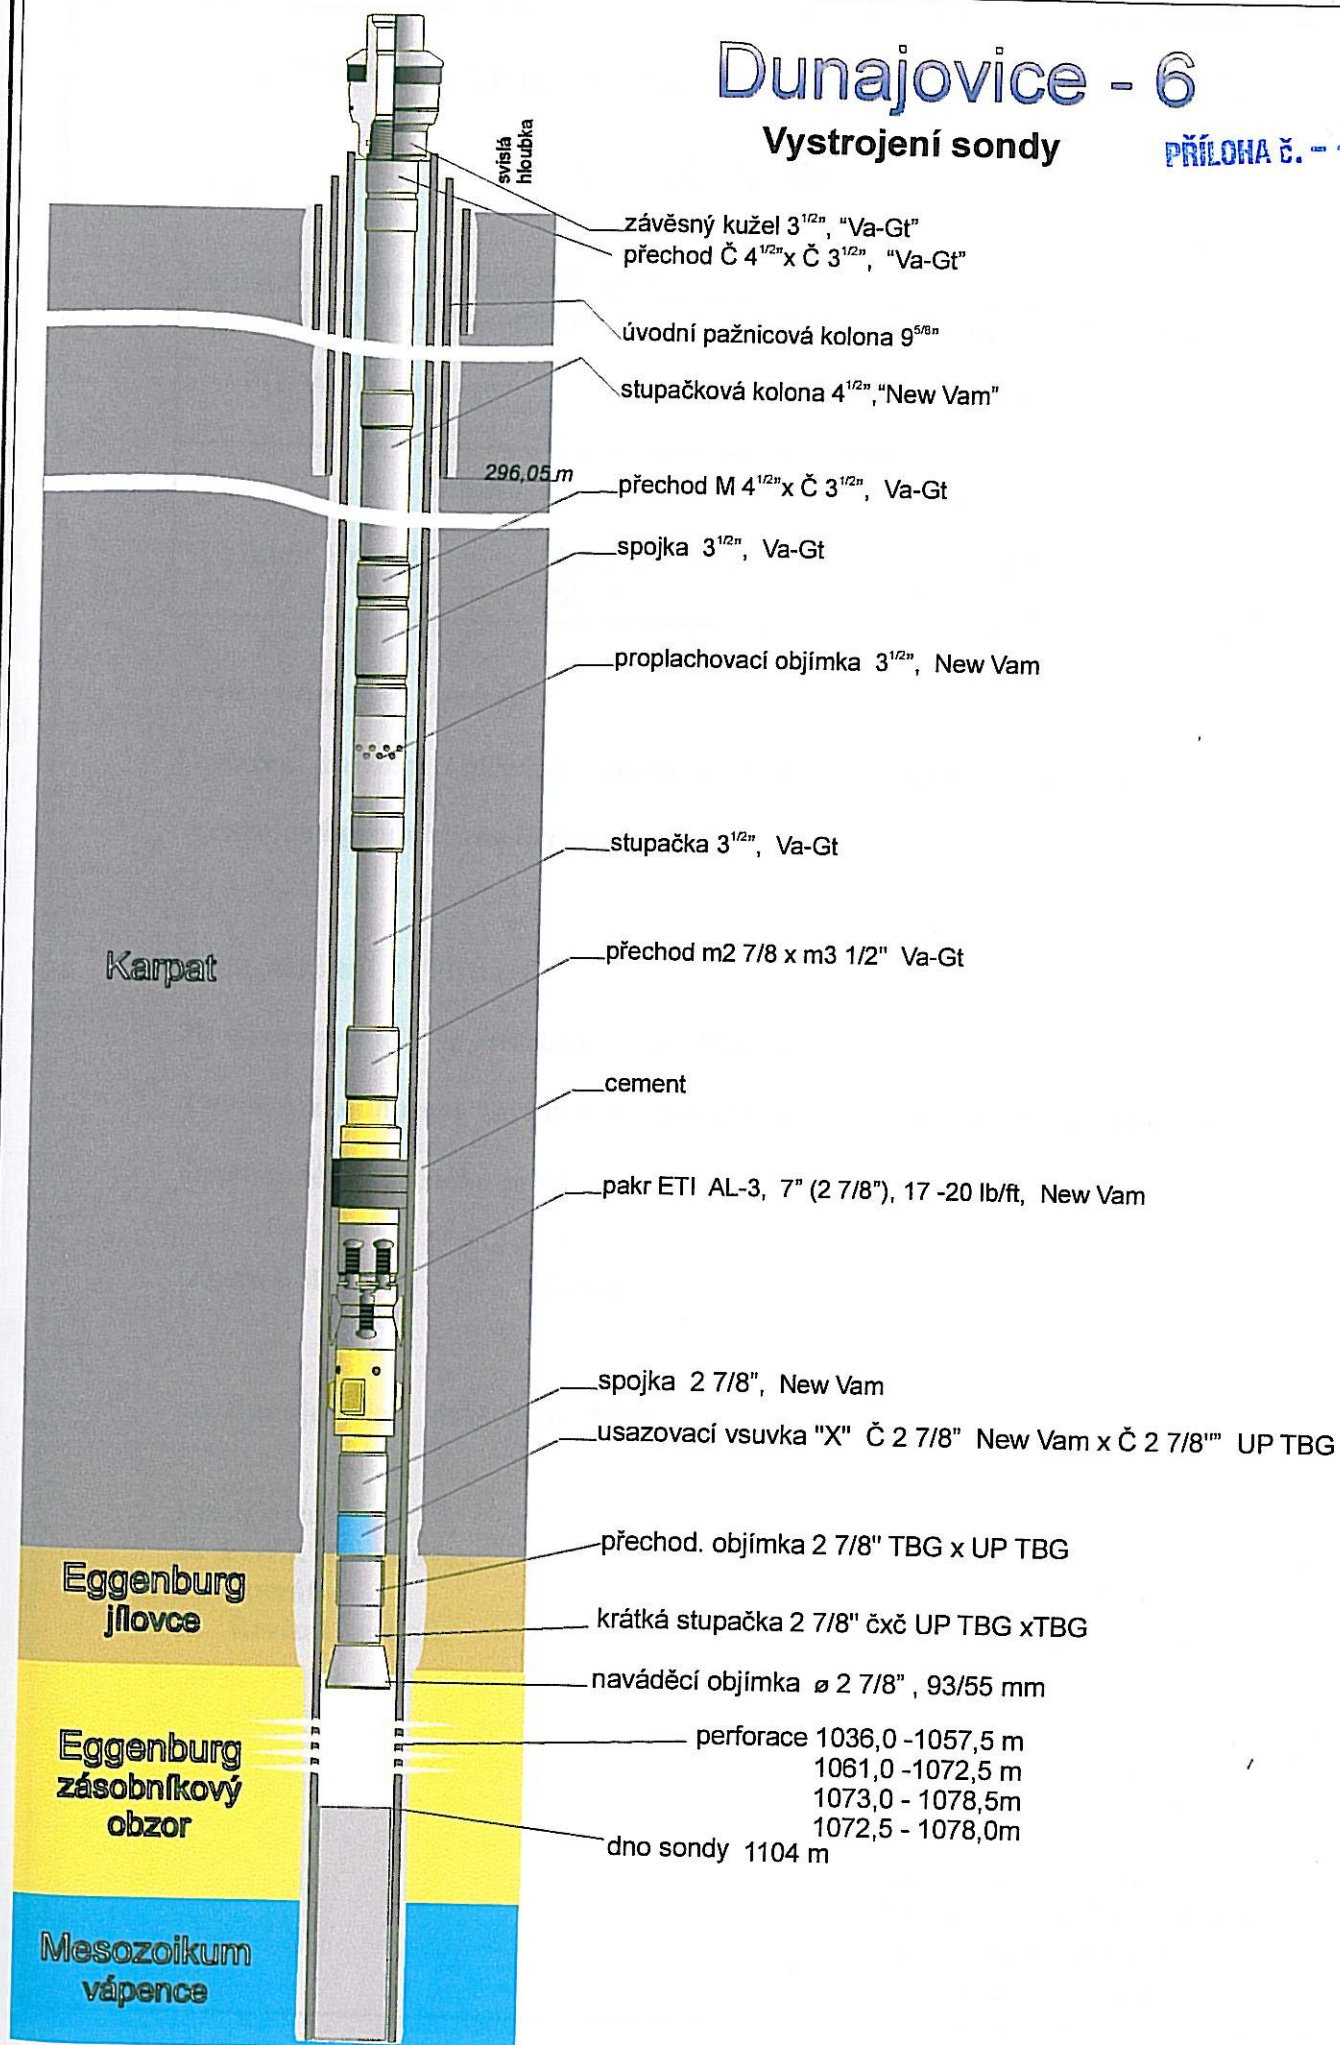 Dunajovice - 6
Vystrojení sondy
PŘÍLOHA č. -
svislá
hloubka
závěsný kužel 3 1/2", “Va-Gt”
přechod Č 4 1/2"x Č 3 1/2", “Va-Gt”
úvodní pažnicová kolona 9 5/8"
stupačková kolona 4 1/2",“New Vam”
296,05 m
přechod M 4 1/2"x Č 3 1/2", Va-Gt
spojka 3 1/2", Va-Gt
proplachovací objímka 3 1/2", New Vam
stupačka 3 1/2", Va-Gt
Karpat
přechod m2 7/8 x m3 1/2" Va-Gt
cement
pakr ETI AL-3, 7” (2 7/8”), 17 -20 lb/ft, New Vam
spojka 2 7/8”, New Vam
usazovací vsuvka "X" Č 2 7/8” New Vam x Č 2 7/8"” UP TBG
přechod. objímka 2 7/8" TBG x UP TBG
Eggenburg
jílovce
krátká stupačka 2 7/8" čxč UP TBG xTBG
naváděcí objímka ø 2 7/8” , 93/55 mm
Eggenburg
zásobníkový
obzor
perforace 1036,0 -1057,5 m
1061,0 -1072,5 m
1073,0 - 1078,5m
1072,5 - 1078,0m
dno sondy 1104 m
Mesozoikum
vápence